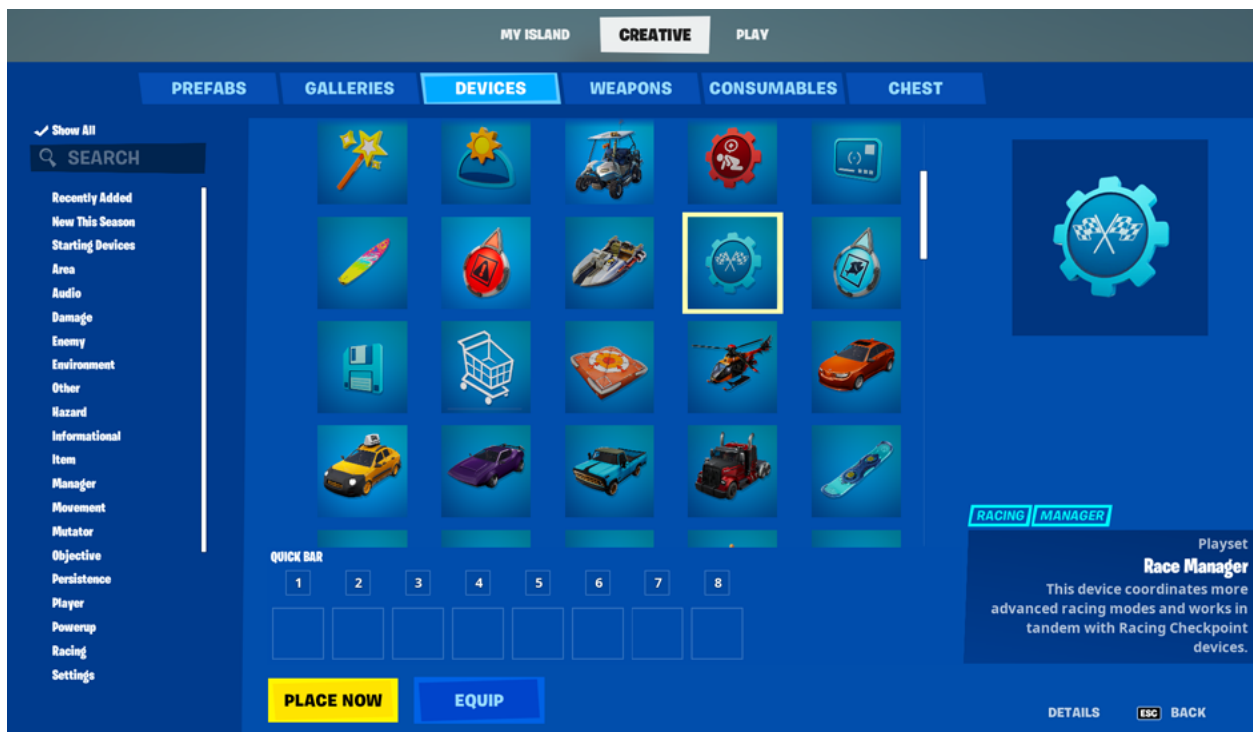 MY ISLAND CREATIVE PLAY
PREFABS GALLERIES DEVICES WEAPONS CONSUMABLES CHEST
Show All
SEARCH
Recently Added
New This Season
Starting Devices
Area
Audio
Damage
Enemy
Environment
Other
Hazard
Informational
Item
Manager
Movement
Mutator
Objective
Persistence
Player
Powerup
Racing
Settings
QUICK BAR
1 2 3 4 5 6 7 8
PLACE NOW EQUIP
RACING MANAGER
Playset
Race Manager
This device coordinates more
advanced racing modes and works in
tandem with Racing Checkpoint
devices.
DETAILS ESC BACK